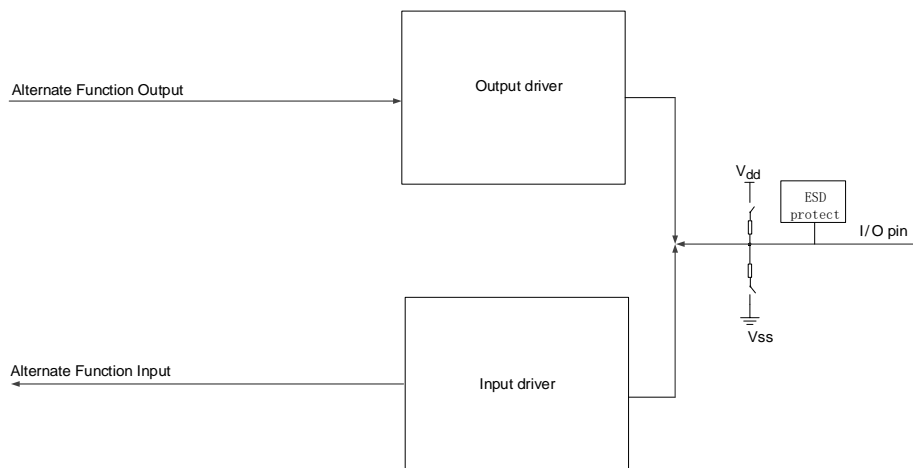 Alternate Function Output
Output driver
Vdd
ESD
protect
I/O pin
Vss
Alternate Function Input
Input driver